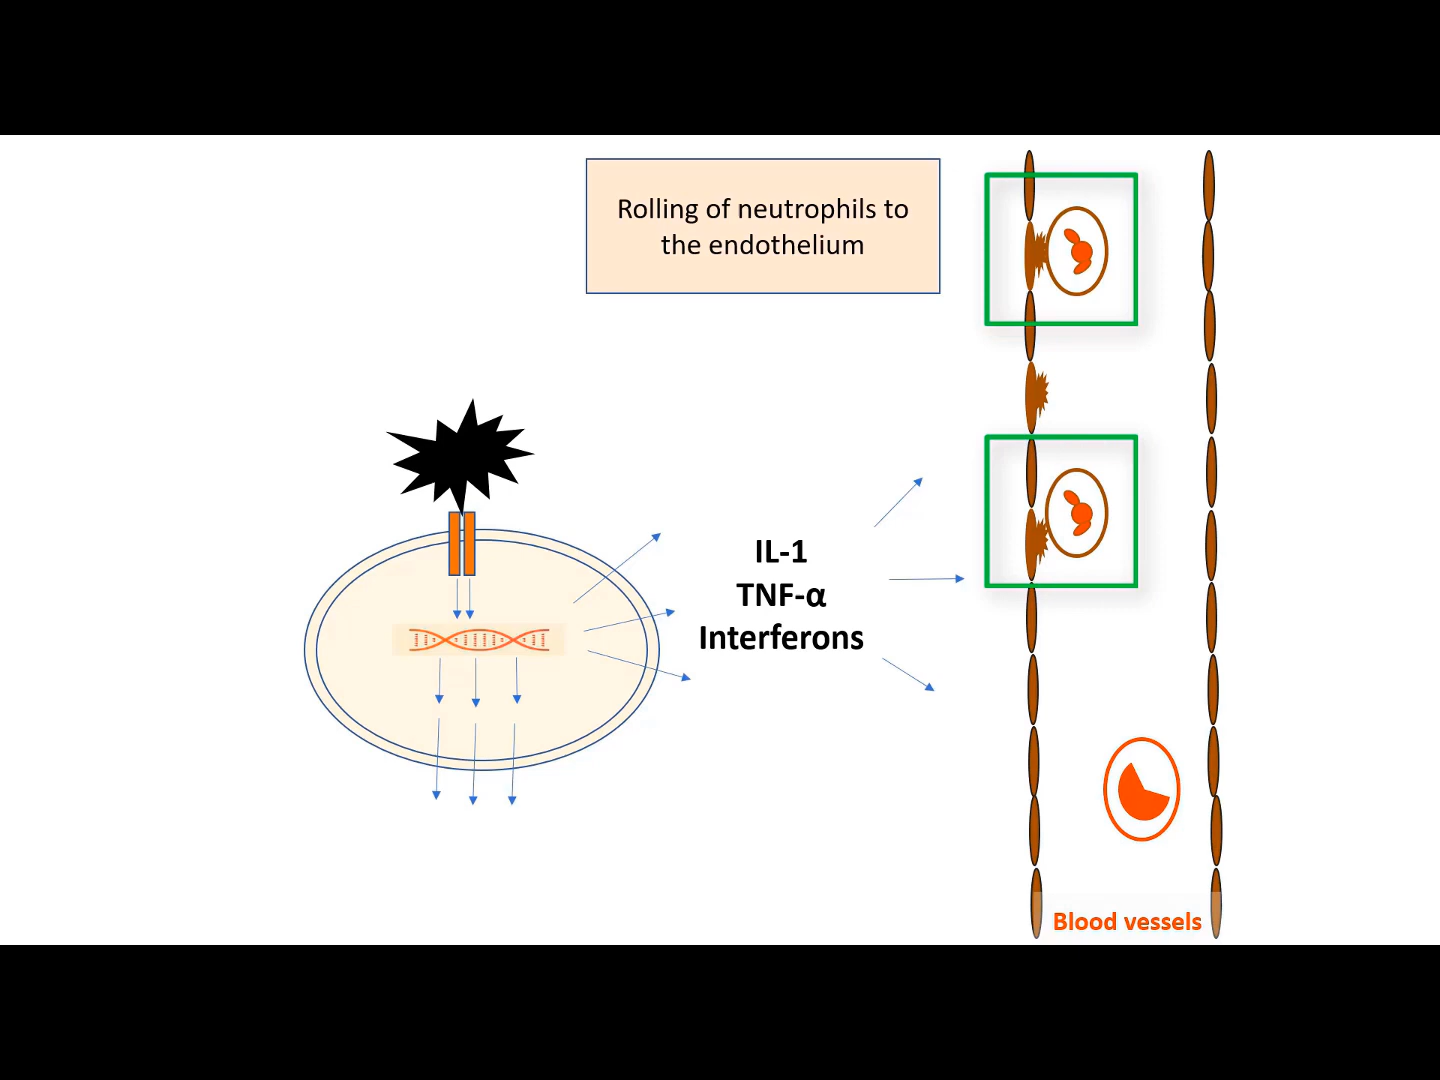 Rolling of neutrophils to
the endothelium
IL-1
TNF-α
Interferons
Blood vessels